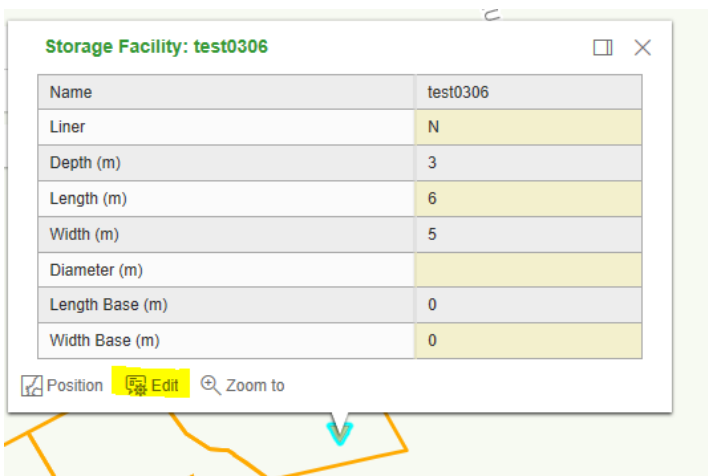 Storage Facility: test0306
Name test0306
Liner N
Depth (m) 3
Length (m) 6
Width (m) 5
Diameter (m)
Length Base (m) 0
Width Base (m) 0
Position Edit Zoom to